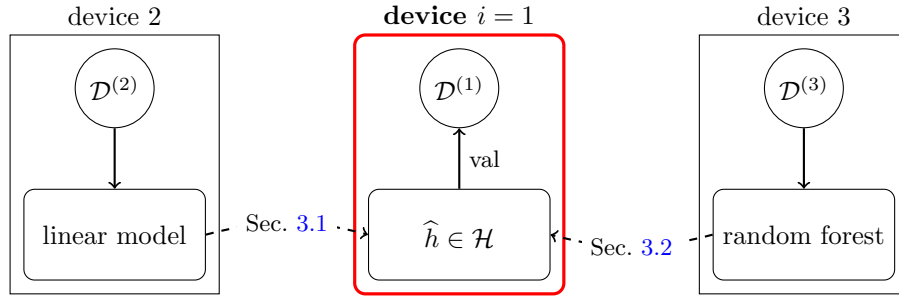 device 2
device i = 1
device 3
𝒟⁽²⁾
𝒟⁽¹⁾
𝒟⁽³⁾
val
linear model
Sec. 3.1
ĥ ∈ ℋ
Sec. 3.2
random forest